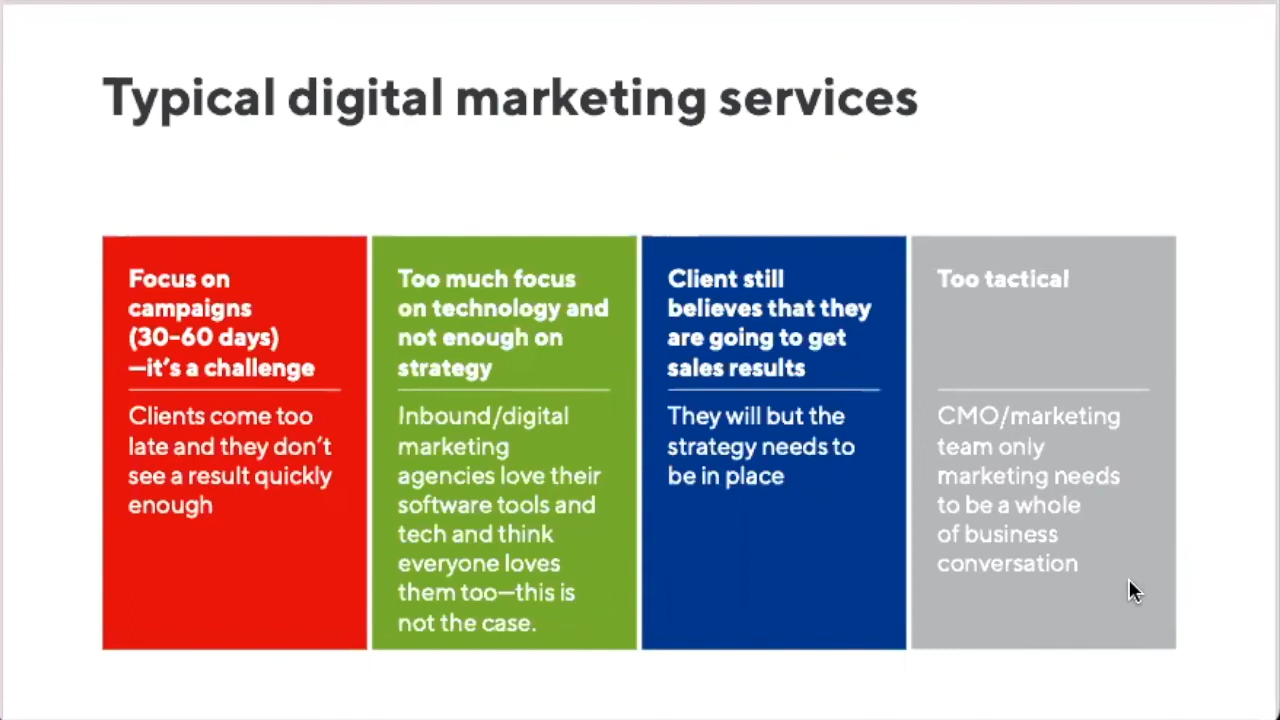 Typical digital marketing services
Focus on
campaigns
(30–60 days)
—it's a challenge
Clients come too
late and they don't
see a result quickly
enough
Too much focus
on technology and
not enough on
strategy
Inbound/digital
marketing
agencies love their
software tools and
tech and think
everyone loves
them too—this is
not the case.
Client still
believes that they
are going to get
sales results
They will but the
strategy needs to
be in place
Too tactical
CMO/marketing
team only
marketing needs
to be a whole
of business
conversation